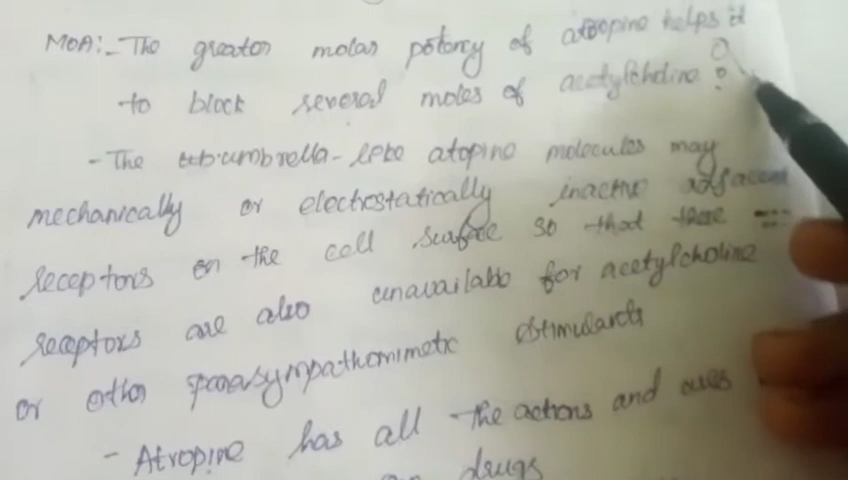 MOA:- The greater molar potency of atropine helps it
to block several moles of acetylcholine
- The umbrella-like atopine molecules may
mechanically or electrostatically inactive adjacent
receptors on the cell surface so that there
receptors are also unavailable for acetylcholine
or other parasympathomimetic stimulants
- Atropine has all the actions and uses
drugs